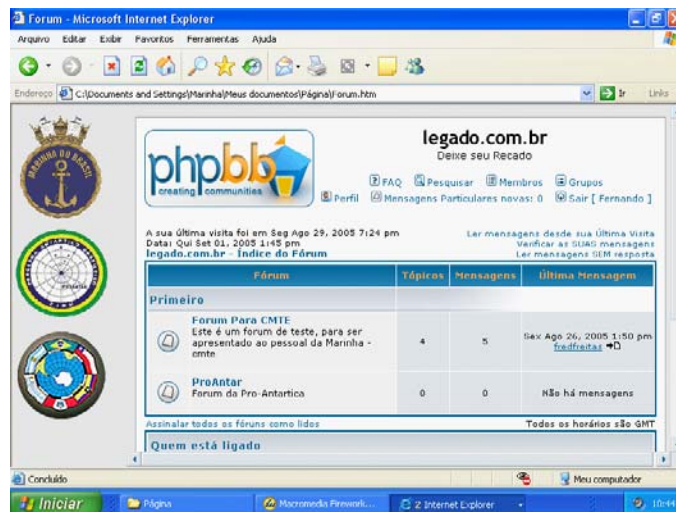 Forum - Microsoft Internet Explorer
Arquivo Editar Exibir Favoritos Ferramentas Ajuda
Endereço C:\Documents and Settings\Marinha\Meus documentos\Página\Forum.htm Ir Links
MARINHA DO BRASIL
phpbb
creating communities
legado.com.br
Deixe seu Recado
FAQ Pesquisar Membros Grupos
Perfil Mensagens Particulares novas: 0 Sair [ Fernando ]
A sua última visita foi em Seg Ago 29, 2005 7:24 pm
Data: Qui Set 01, 2005 1:45 pm
legado.com.br - Índice do Fórum
Ler mensagens desde sua Última Visita
Verificar as SUAS mensagens
Ler mensagens SEM resposta
Fórum Tópicos Mensagens Última Mensagem
Primeiro
Forum Para CMTE
Este é um forum de teste, para ser
apresentado ao pessoal da Marinha -
cmte
4 5 Sex Ago 26, 2005 1:50 pm
fredfreitas
ProAntar
Forum da Pro-Antartica
0 0 Não há mensagens
Assinalar todos os fóruns como lidos Todos os horários são GMT
Quem está ligado
Concluído Meu computador
Iniciar Página Macromedia Firework... 2 Internet Explorer 10:44